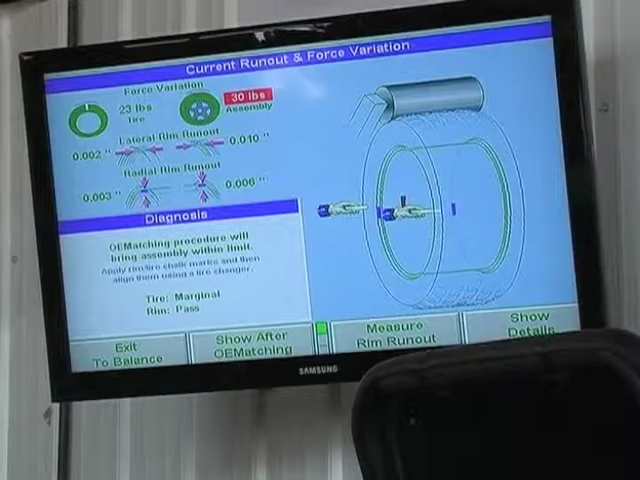 Current Runout & Force Variation
Force Variation
23 lbs
Tire
30 lbs
Assembly
Lateral Rim Runout
0.002 "
0.010 "
Radial Rim Runout
0.003 "
0.006 "
Diagnosis
OEMatching procedure will
bring assembly within limit.
Apply rim/tire chalk marks and then
align them using a tire changer.
Tire: Marginal
Rim: Pass
Exit
To Balance
Show After
OEMatching
Measure
Rim Runout
Show
Details
SAMSUNG